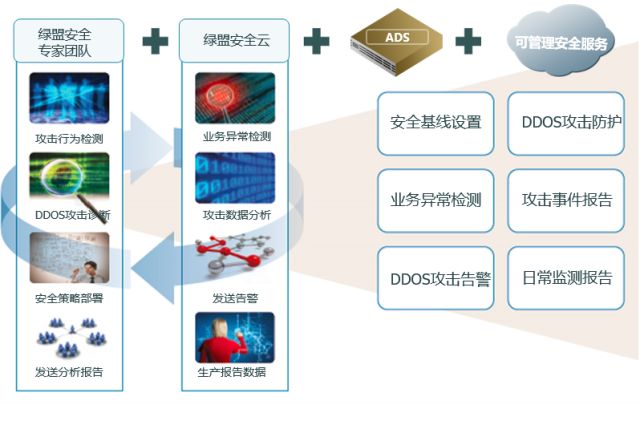 绿盟安全
专家团队
绿盟安全云
ADS
可管理安全服务
攻击行为检测
DDOS攻击诊断
安全策略部署
发送分析报告
业务异常检测
攻击数据分析
发送告警
生产报告数据
安全基线设置
DDOS攻击防护
业务异常检测
攻击事件报告
DDOS攻击告警
日常监测报告